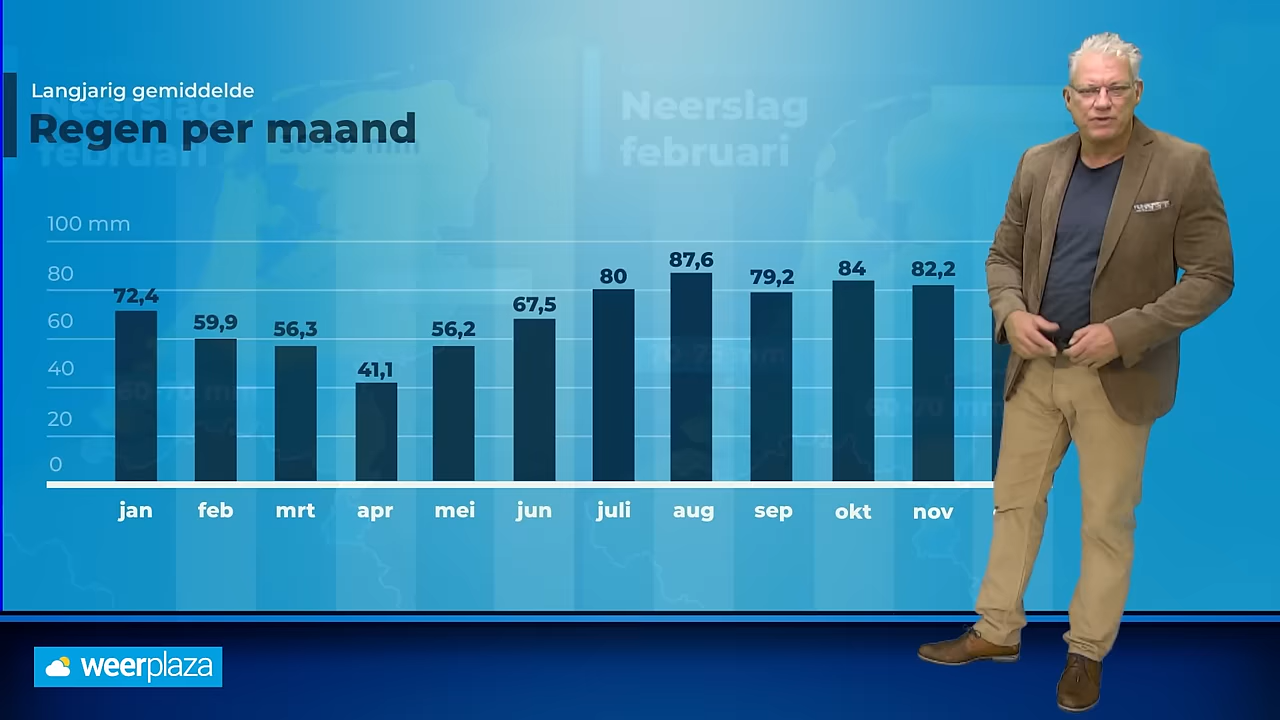 Langjarig gemiddelde
Regen per maand
Neerslag
februari
100 mm
80
60
40
20
0
72,4
59,9
56,3
41,1
56,2
67,5
80
87,6
79,2
84
82,2
jan feb mrt apr mei jun juli aug sep okt nov
weerplaza